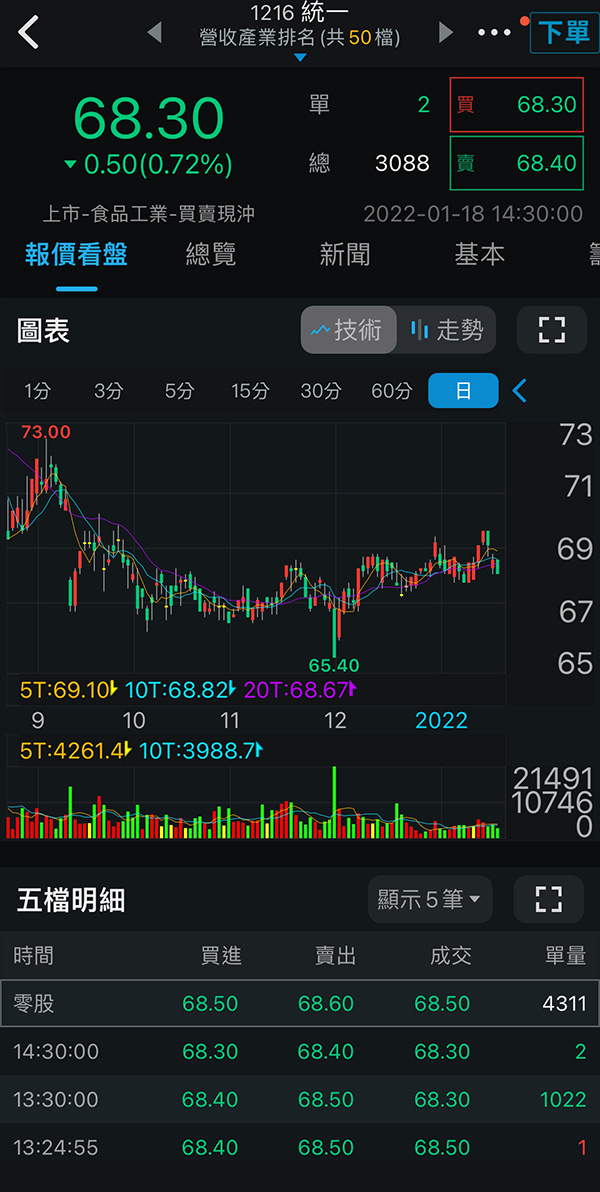 1216 統一
營收產業排名 (共 50 檔)
下單
68.30
0.50(0.72%)
單 2
總 3088
買 68.30
賣 68.40
上市-食品工業-買賣現沖
2022-01-18 14:30:00
報價看盤 總覽 新聞 基本
圖表
技術 走勢
1分 3分 5分 15分 30分 60分 日
73.00
73
71
69
67
65
65.40
5T:69.10 10T:68.82 20T:68.67
9 10 11 12 2022
5T:4261.4 10T:3988.7
21491
10746
0
五檔明細
顯示 5 筆
時間 買進 賣出 成交 單量
零股 68.50 68.60 68.50 4311
14:30:00 68.30 68.40 68.30 2
13:30:00 68.40 68.50 68.30 1022
13:24:55 68.40 68.50 68.50 1